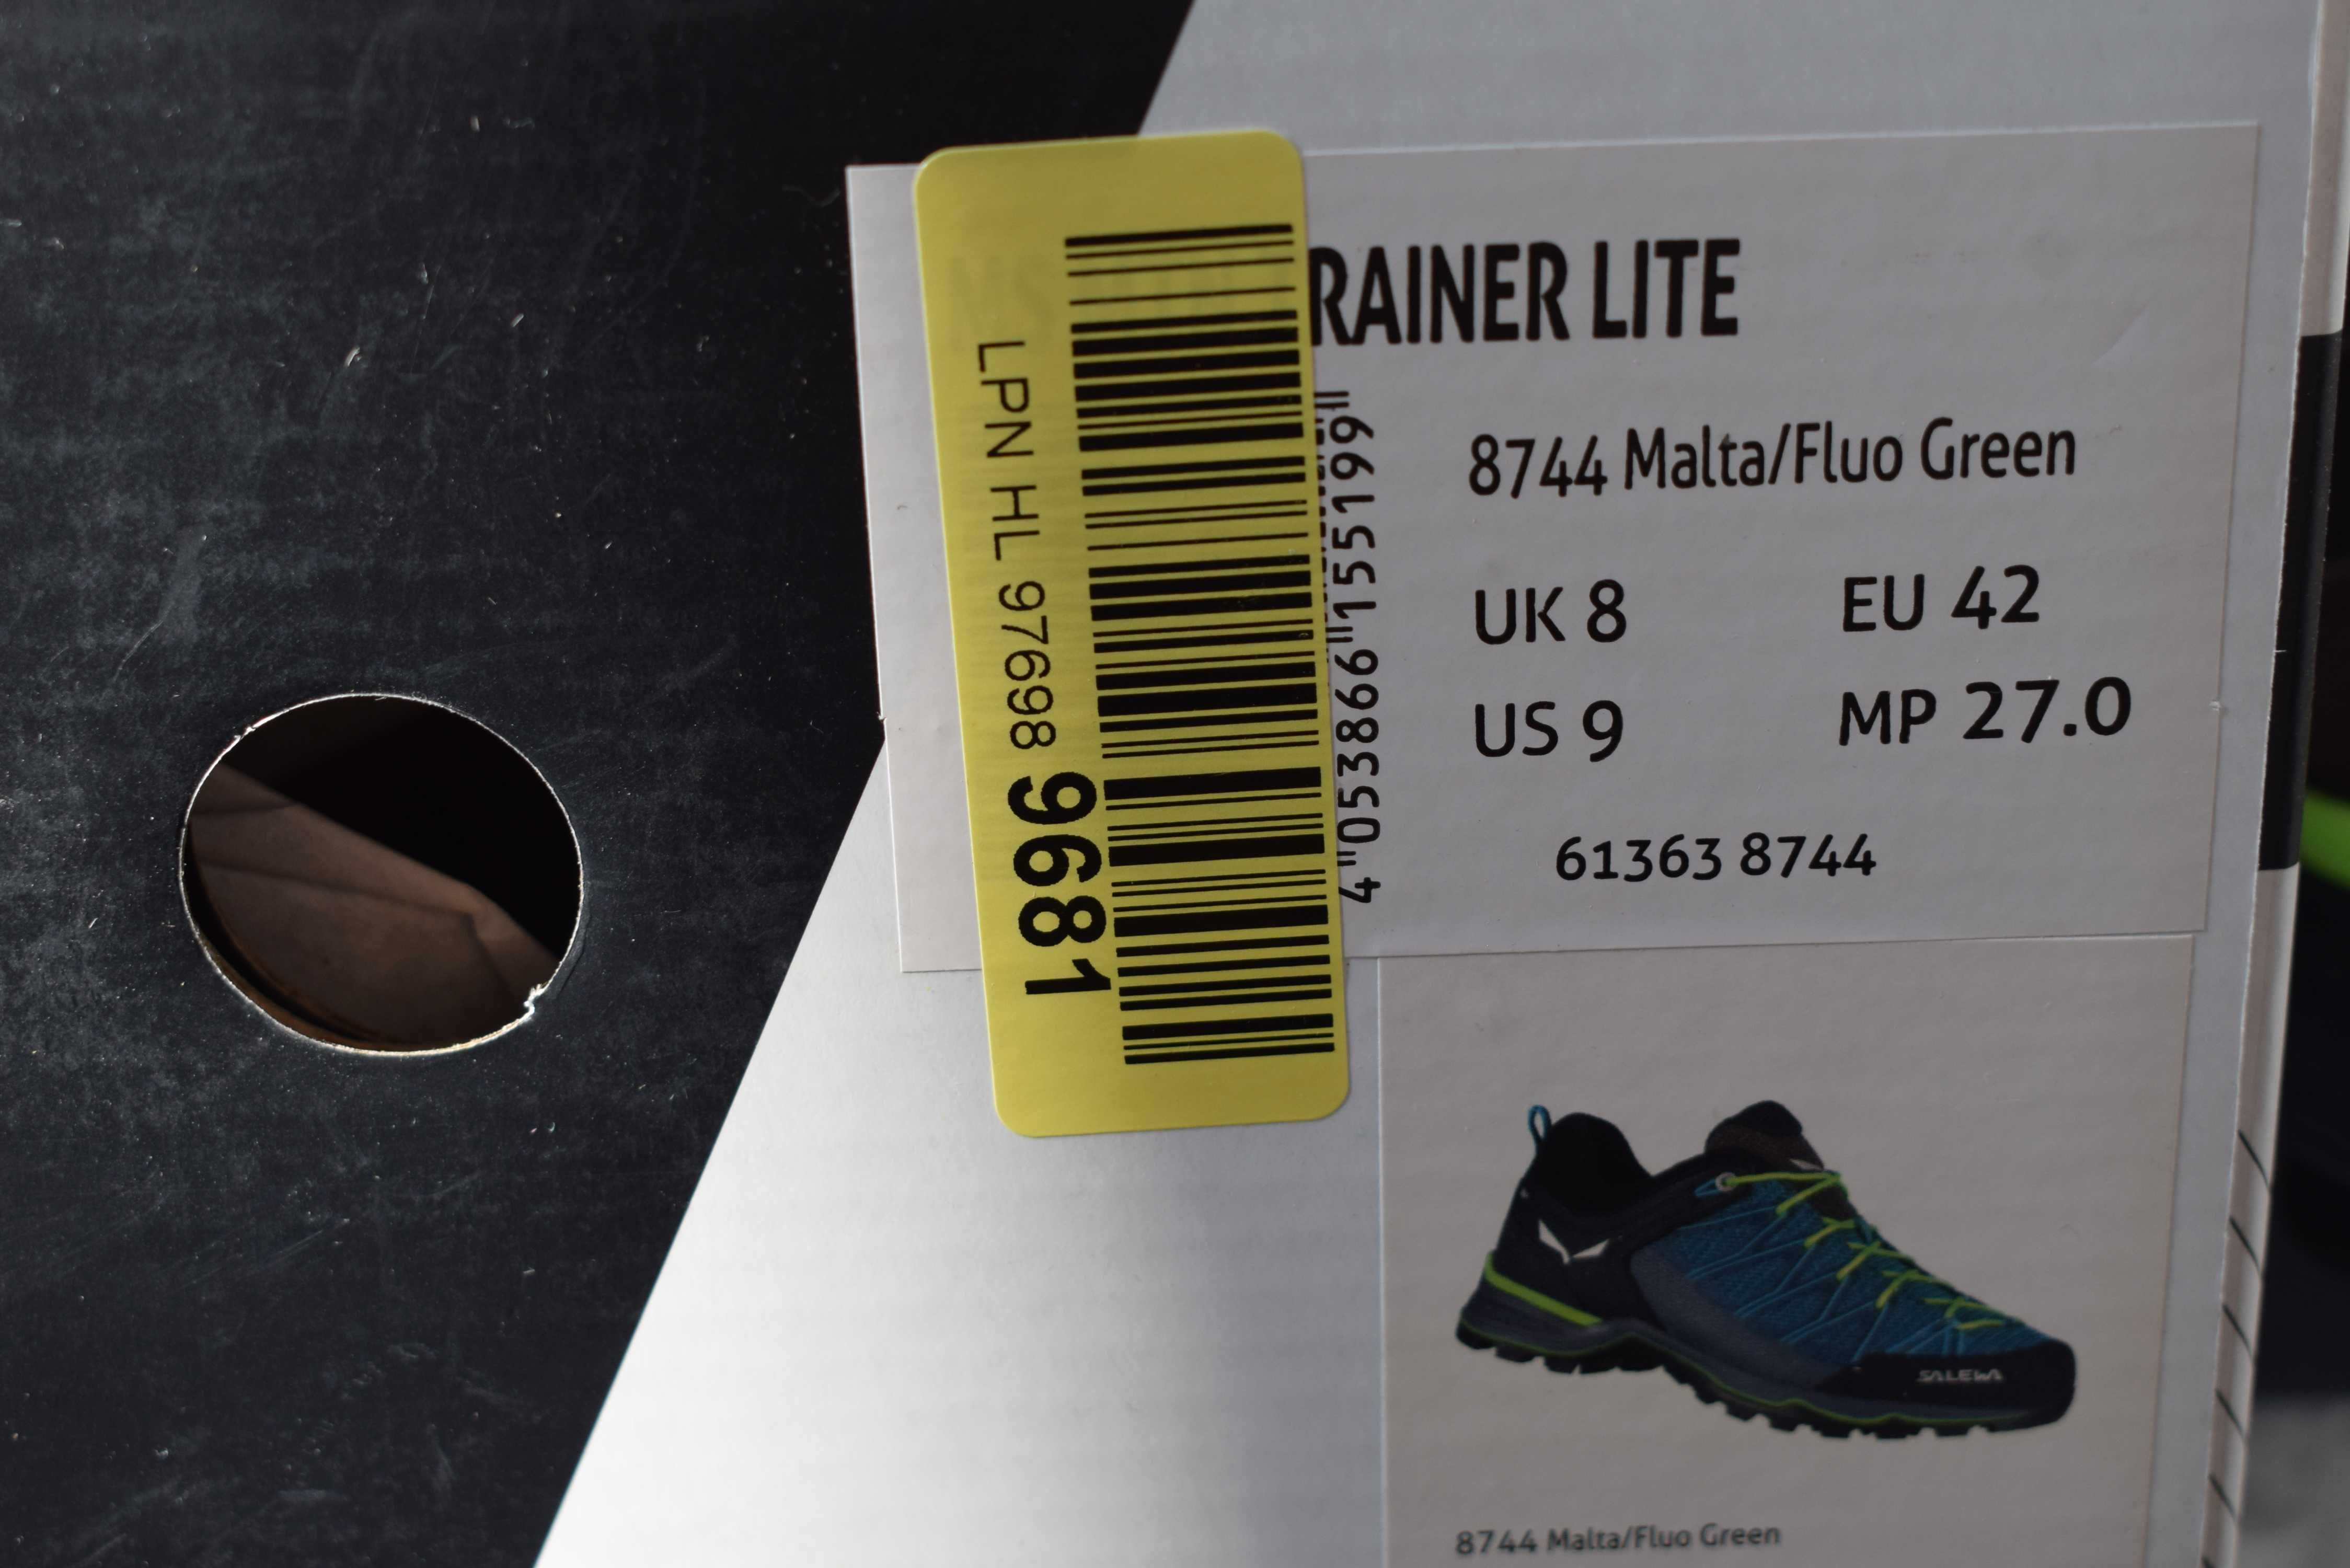 RAINER LITE
8744 Malta/Fluo Green
UK 8
EU 42
US 9
MP 27.0
61363 8744
4 053866 155199
LPN HL 97698 9681
SALEWA
8744 Malta/Fluo Green